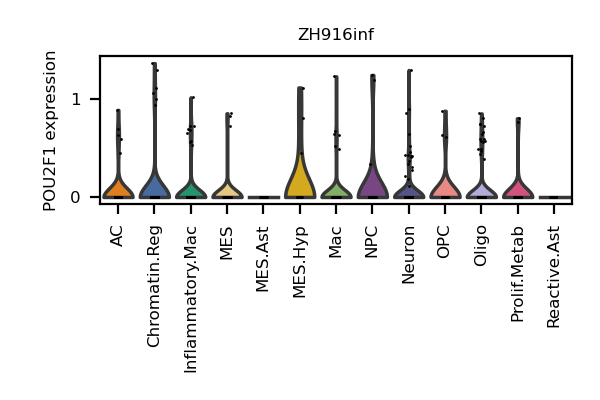 ZH916inf
POU2F1 expression
1
0
AC
Chromatin.Reg
Inflammatory.Mac
MES
MES.Ast
MES.Hyp
Mac
NPC
Neuron
OPC
Oligo
Prolif.Metab
Reactive.Ast